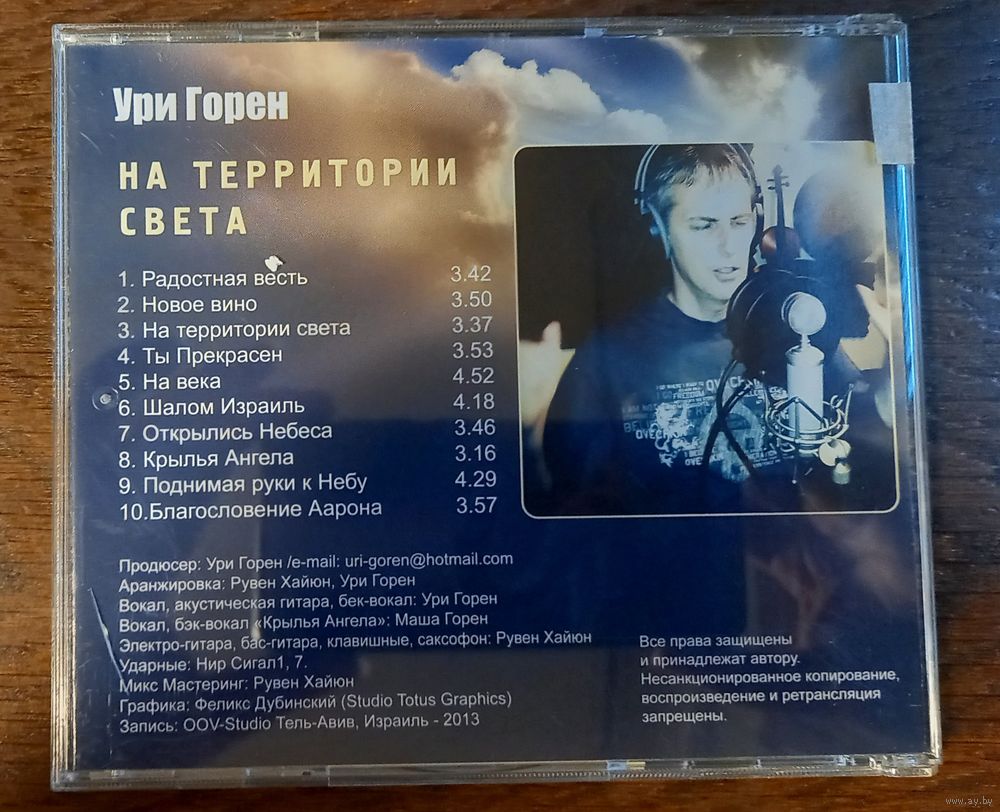 Ури Горен
НА ТЕРРИТОРИИ
СВЕТА
1. Радостная весть 3.42
2. Новое вино 3.50
3. На территории света 3.37
4. Ты Прекрасен 3.53
5. На века 4.52
6. Шалом Израиль 4.18
7. Открылись Небеса 3.46
8. Крылья Ангела 3.16
9. Поднимая руки к Небу 4.29
10.Благословение Аарона 3.57
Продюсер: Ури Горен /e-mail: uri-goren@hotmail.com
Аранжировка: Рувен Хайюн, Ури Горен
Вокал, акустическая гитара, бек-вокал: Ури Горен
Вокал, бэк-вокал «Крылья Ангела»: Маша Горен
Электро-гитара, бас-гитара, клавишные, саксофон: Рувен Хайюн
Ударные: Нир Сигал1, 7.
Микс Мастеринг: Рувен Хайюн
Графика: Феликс Дубинский (Studio Totus Graphics)
Запись: OOV-Studio Тель-Авив, Израиль - 2013
Все права защищены
и принадлежат автору.
Несанкционированное копирование,
воспроизведение и ретрансляция
запрещены.
FREEDOM
www.ay.by